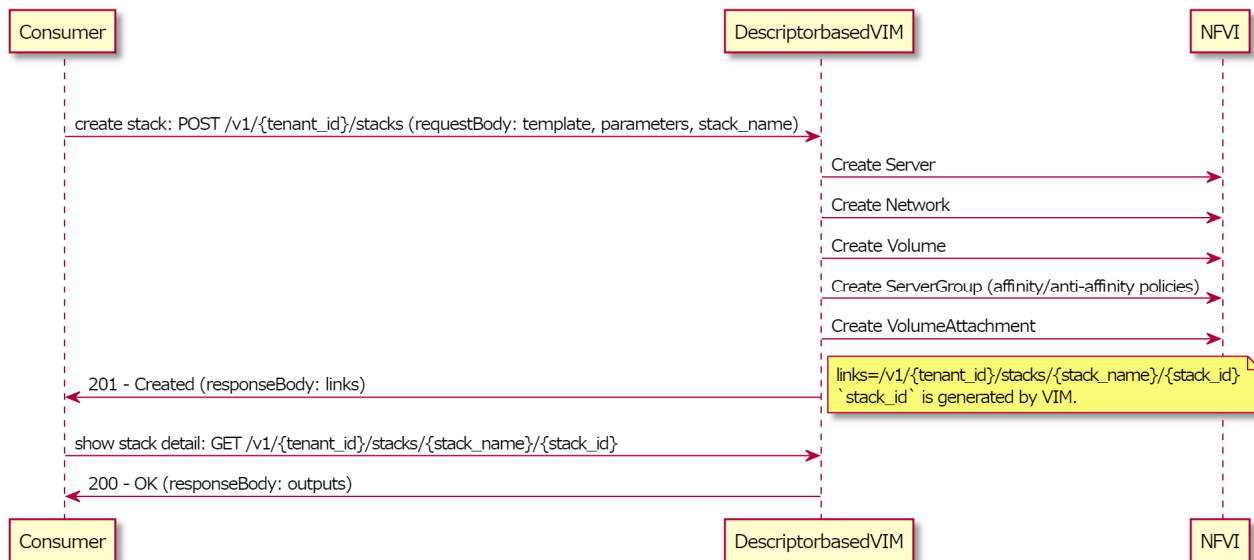 Consumer
DescriptorbasedVIM
NFVI
create stack: POST /v1/{tenant_id}/stacks (requestBody: template, parameters, stack_name)
Create Server
Create Network
Create Volume
Create ServerGroup (affinity/anti-affinity policies)
Create VolumeAttachment
201 - Created (responseBody: links)
links=/v1/{tenant_id}/stacks/{stack_name}/{stack_id}
`stack_id` is generated by VIM.
show stack detail: GET /v1/{tenant_id}/stacks/{stack_name}/{stack_id}
200 - OK (responseBody: outputs)
Consumer
DescriptorbasedVIM
NFVI